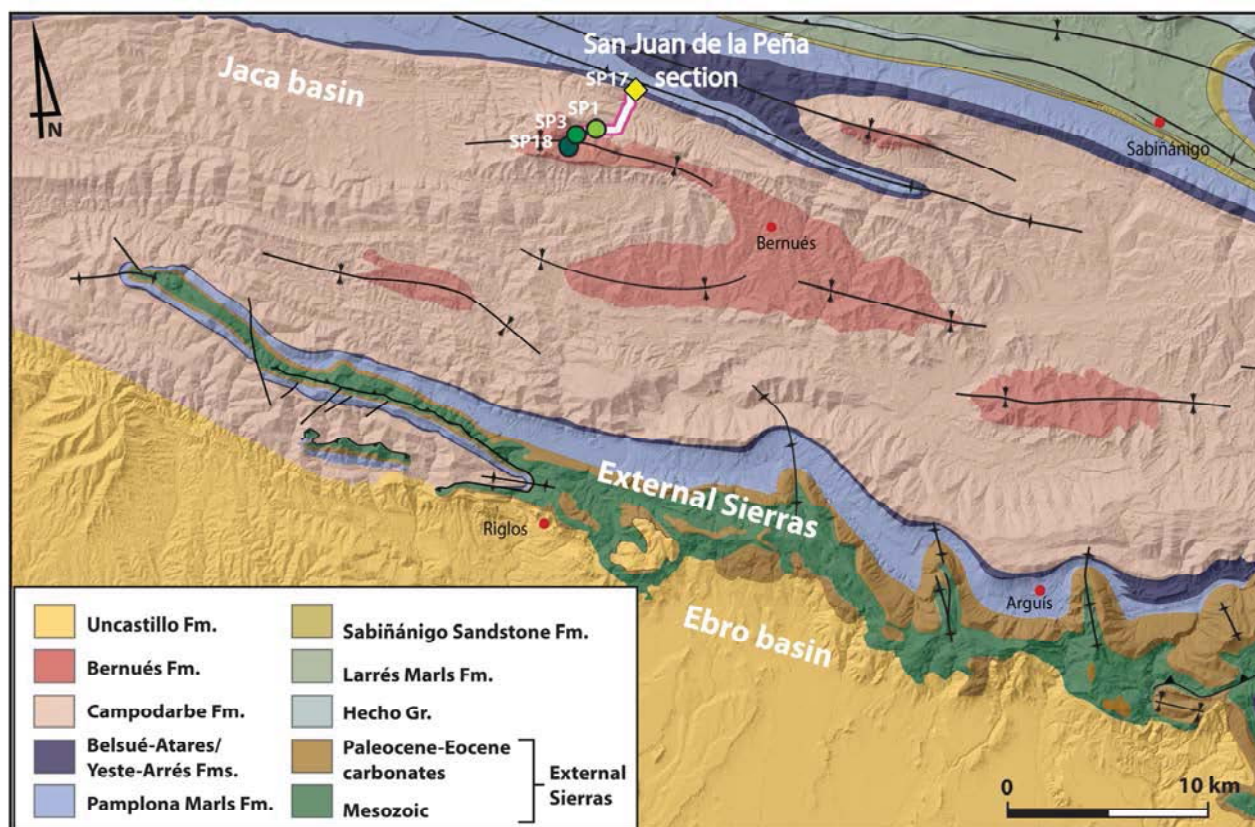 San Juan de la Peña
section
Jaca basin
SP17
SP1
SP3
SP18
N
Sabiñánigo
Bernués
External Sierras
Riglos
Arguís
Ebro basin
Uncastillo Fm.
Bernués Fm.
Campodarbe Fm.
Belsué-Atares/
Yeste-Arrés Fms.
Pamplona Marls Fm.
Sabiñánigo Sandstone Fm.
Larrés Marls Fm.
Hecho Gr.
Paleocene-Eocene
carbonates
Mesozoic
External
Sierras
0 10 km